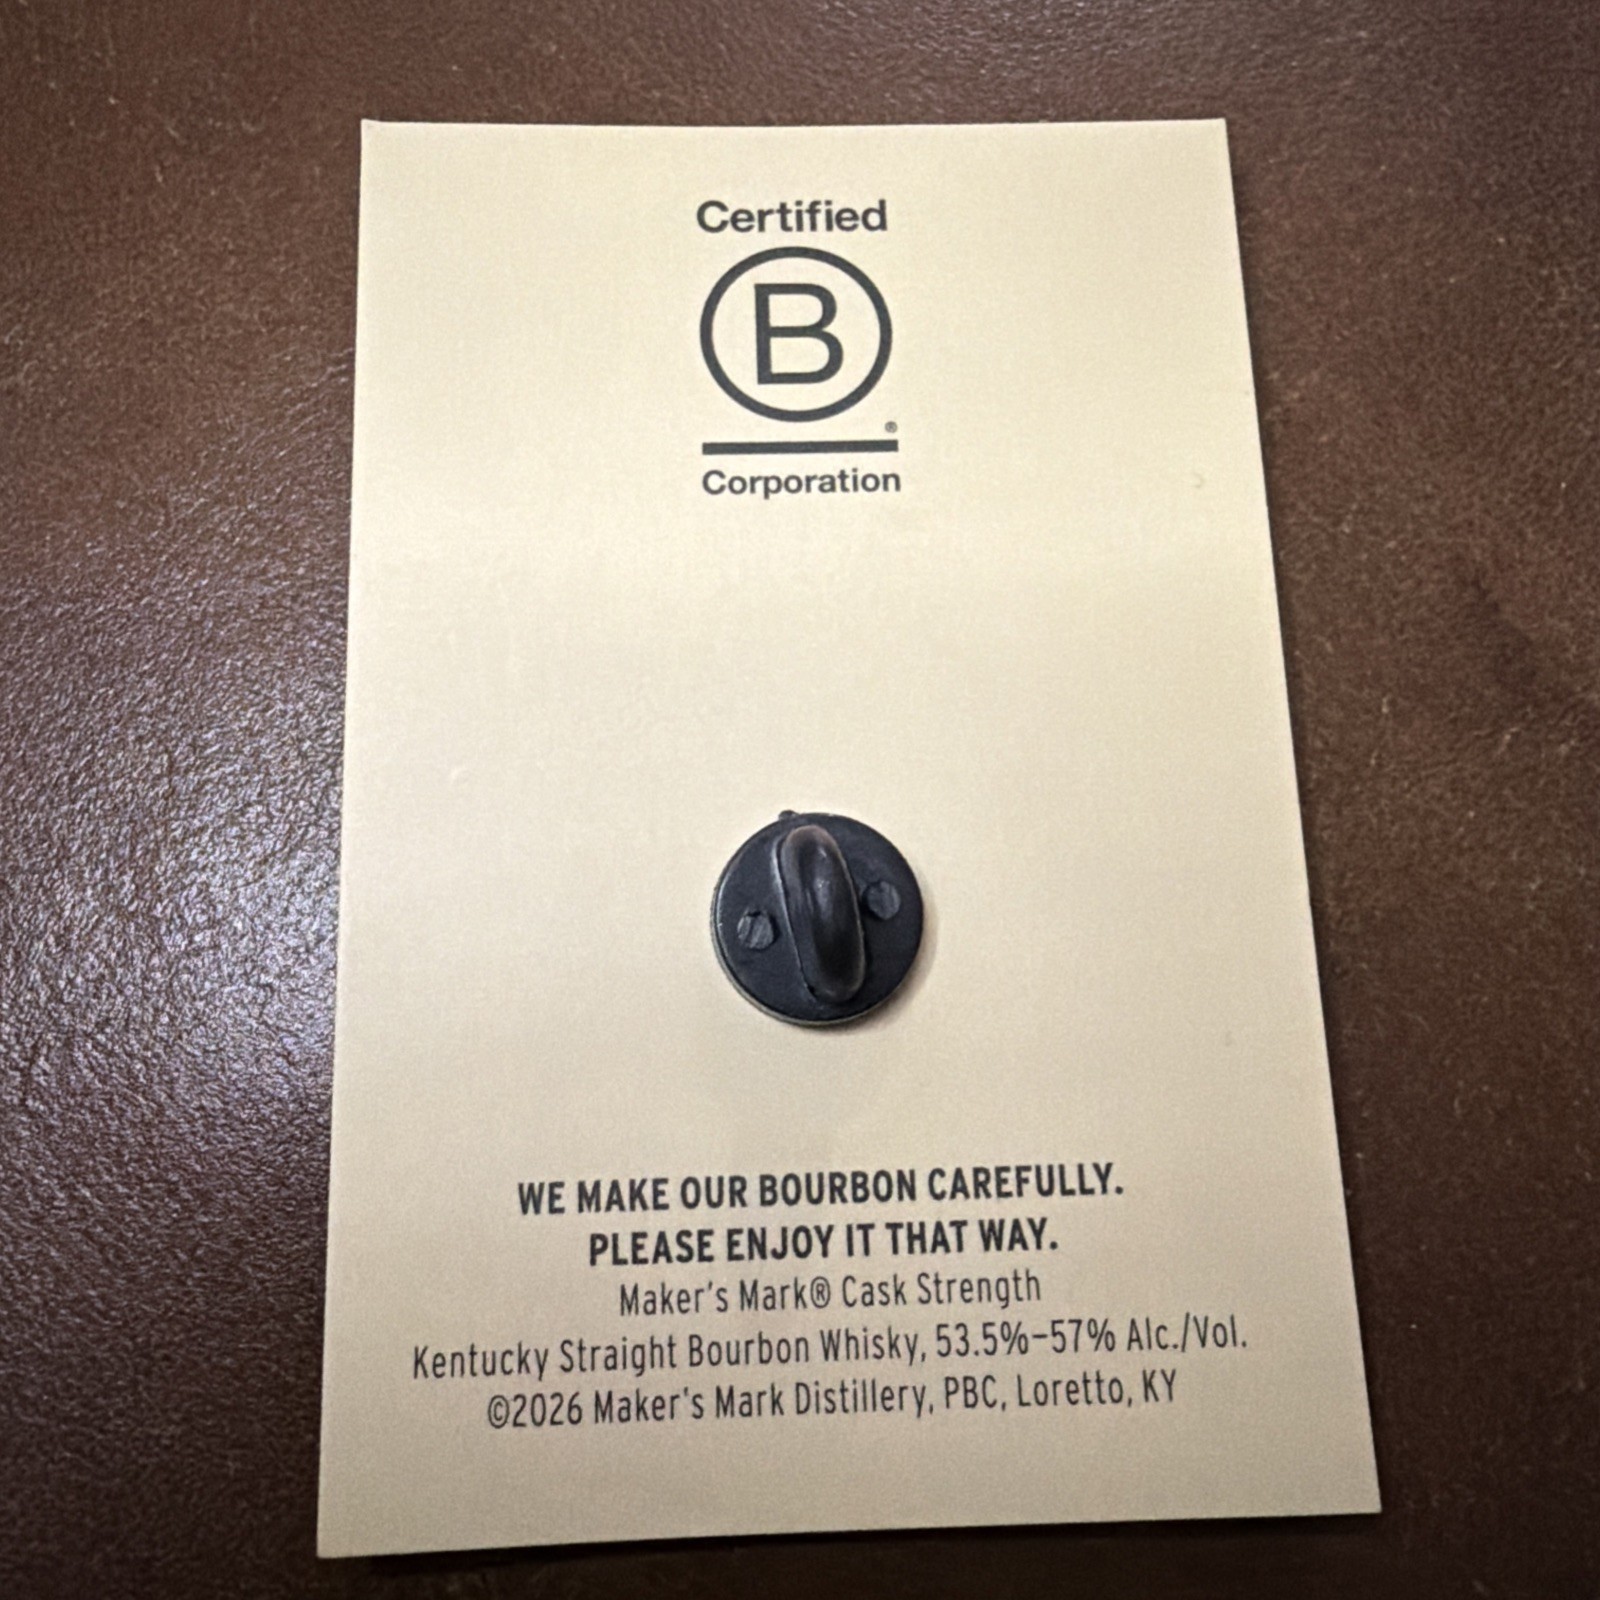 Certified
B
®
Corporation
WE MAKE OUR BOURBON CAREFULLY.
PLEASE ENJOY IT THAT WAY.
Maker's Mark® Cask Strength
Kentucky Straight Bourbon Whisky, 53.5%–57% Alc./Vol.
©2026 Maker's Mark Distillery, PBC, Loretto, KY